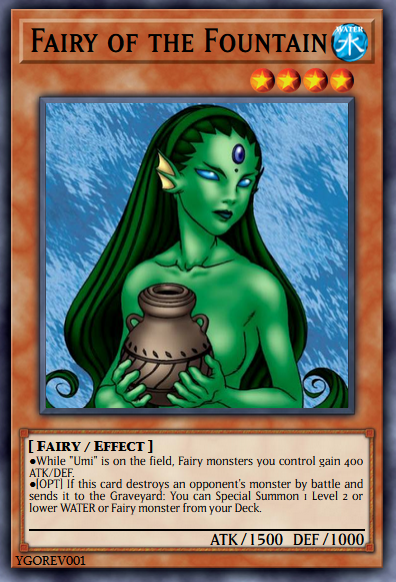 FAIRY OF THE FOUNTAIN
WATER
水
[ FAIRY / EFFECT ]
●While "Umi" is on the field, Fairy monsters you control gain 400
ATK/DEF.
●[OPT] If this card destroys an opponent's monster by battle and
sends it to the Graveyard: You can Special Summon 1 Level 2 or
lower WATER or Fairy monster from your Deck.
ATK / 1500 DEF / 1000
YGOREV001